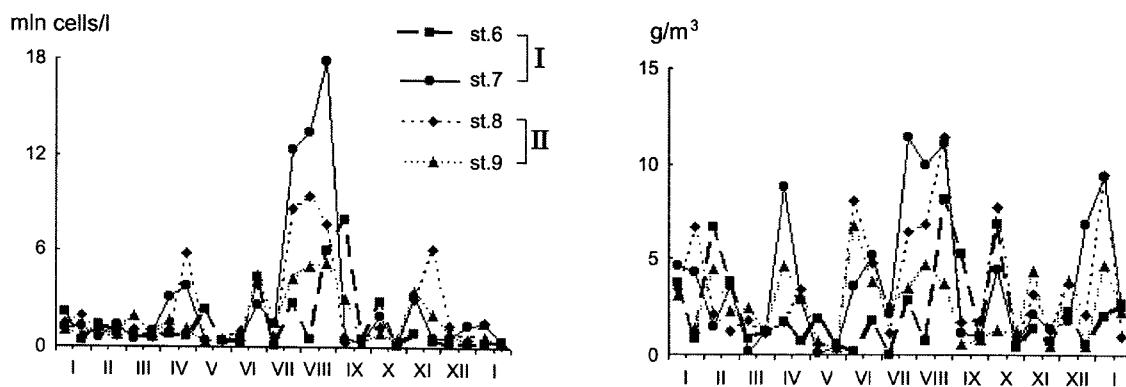 mln cells/l
18
12
6
0
I II III IV V VI VII VIII IX X XI XII I
st.6
st.7
I
st.8
st.9
II
g/m³
15
10
5
0
I II III IV V VI VII VIII IX X XI XII I